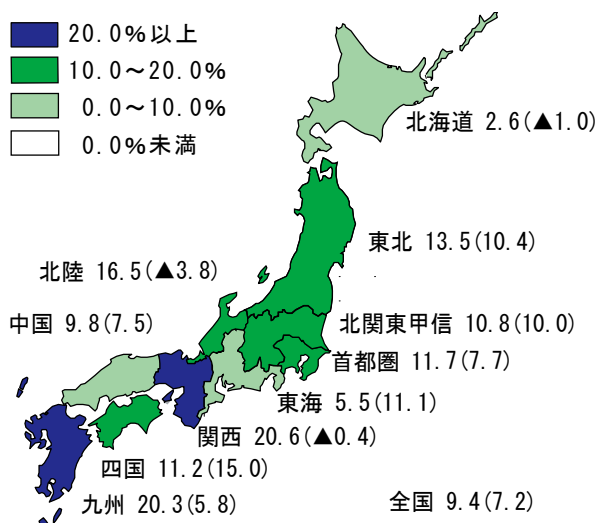 20.0%以上
10.0～20.0%
0.0～10.0%
0.0%未満
北海道 2.6(▲1.0)
東北 13.5(10.4)
北陸 16.5(▲3.8)
中国 9.8(7.5)
北関東甲信 10.8(10.0)
首都圏 11.7(7.7)
東海 5.5(11.1)
関西 20.6(▲0.4)
四国 11.2(15.0)
九州 20.3(5.8)
全国 9.4(7.2)